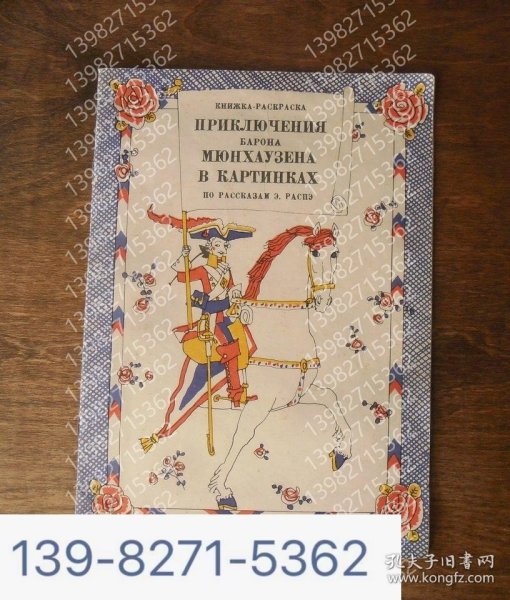 КНИЖКА-РАСКРАСКА
ПРИКЛЮЧЕНИЯ
БАРОНА
МЮНХАУЗЕНА
В КАРТИНКАХ
ПО РАССКАЗАМ Э. РАСПЭ
139-8271-5362
孔夫子旧书网
www.kongfz.com
13982715362